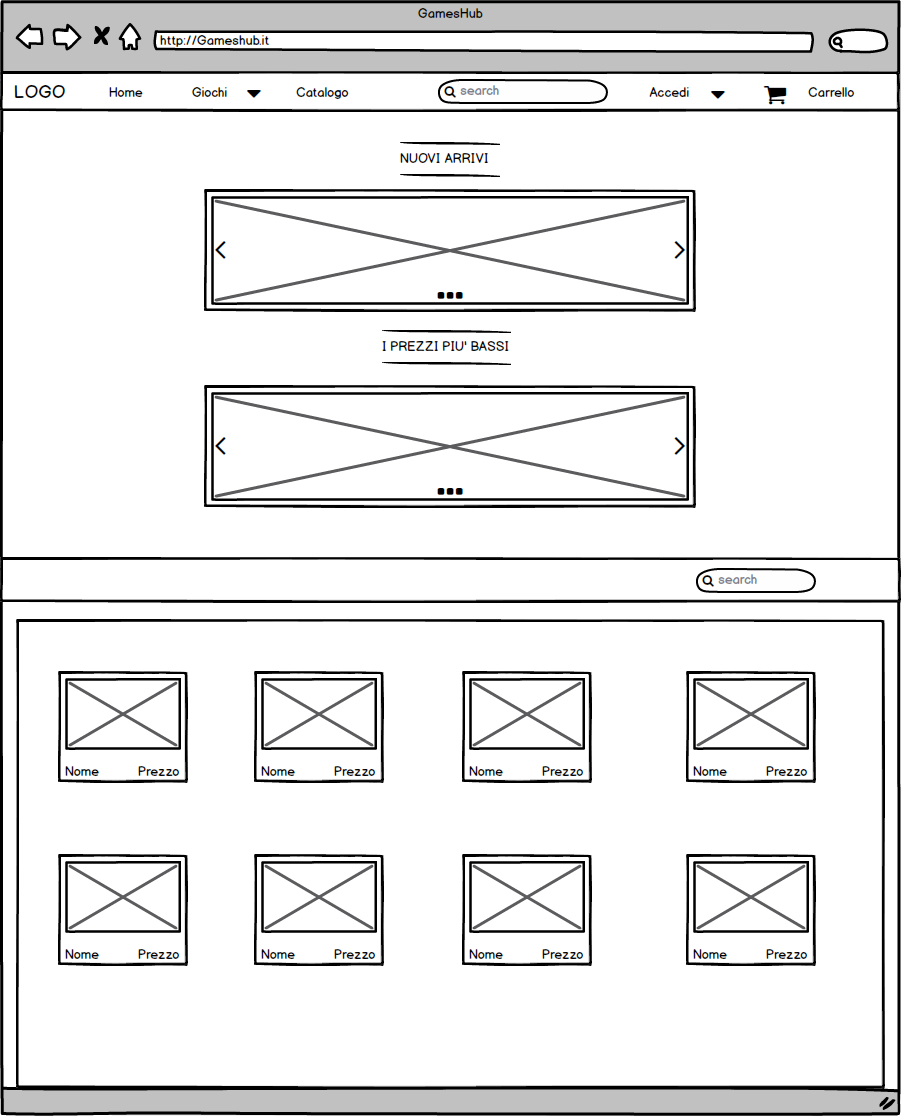 GamesHub
http://Gameshub.it
LOGO Home Giochi Catalogo search Accedi Carrello
NUOVI ARRIVI
I PREZZI PIU' BASSI
search
Nome Prezzo Nome Prezzo Nome Prezzo Nome Prezzo
Nome Prezzo Nome Prezzo Nome Prezzo Nome Prezzo